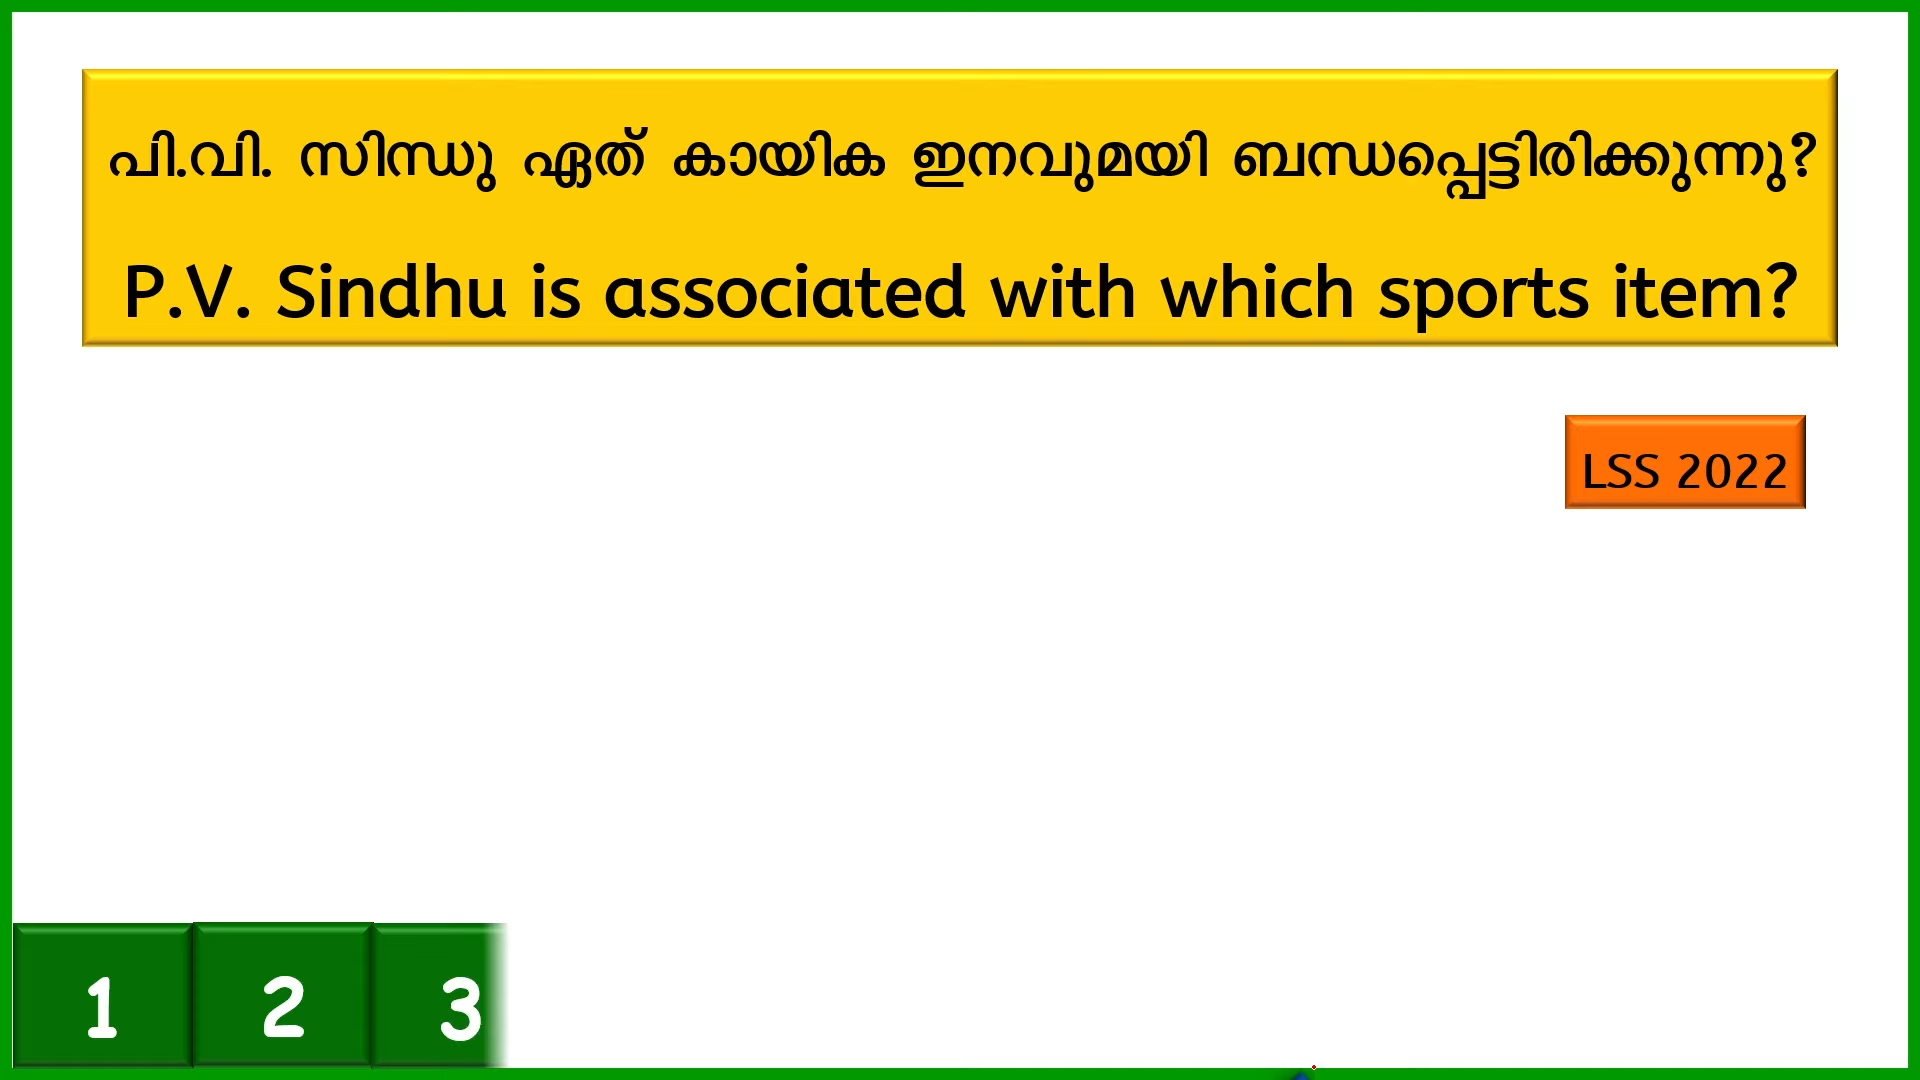 പി.വി. സിന്ധു ഏത് കായിക ഇനവുമയി ബന്ധപ്പെട്ടിരിക്കുന്നു?
P.V. Sindhu is associated with which sports item?
LSS 2022
1 2 3